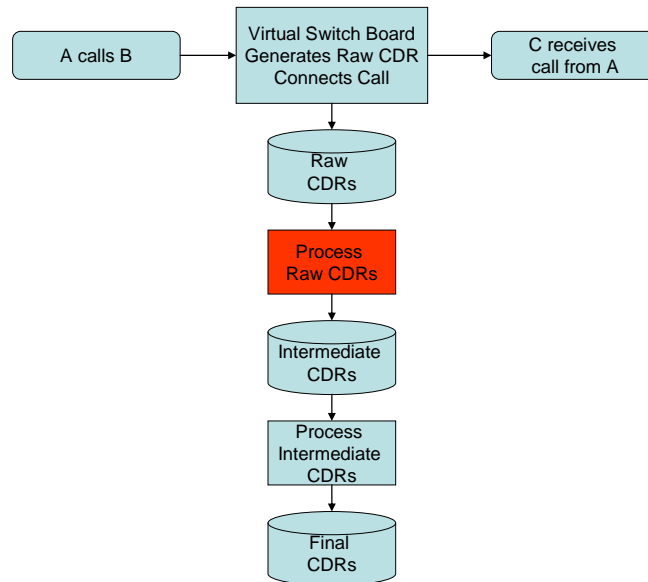 A calls B
Virtual Switch Board
Generates Raw CDR
Connects Call
C receives
call from A
Raw
CDRs
Process
Raw CDRs
Intermediate
CDRs
Process
Intermediate
CDRs
Final
CDRs